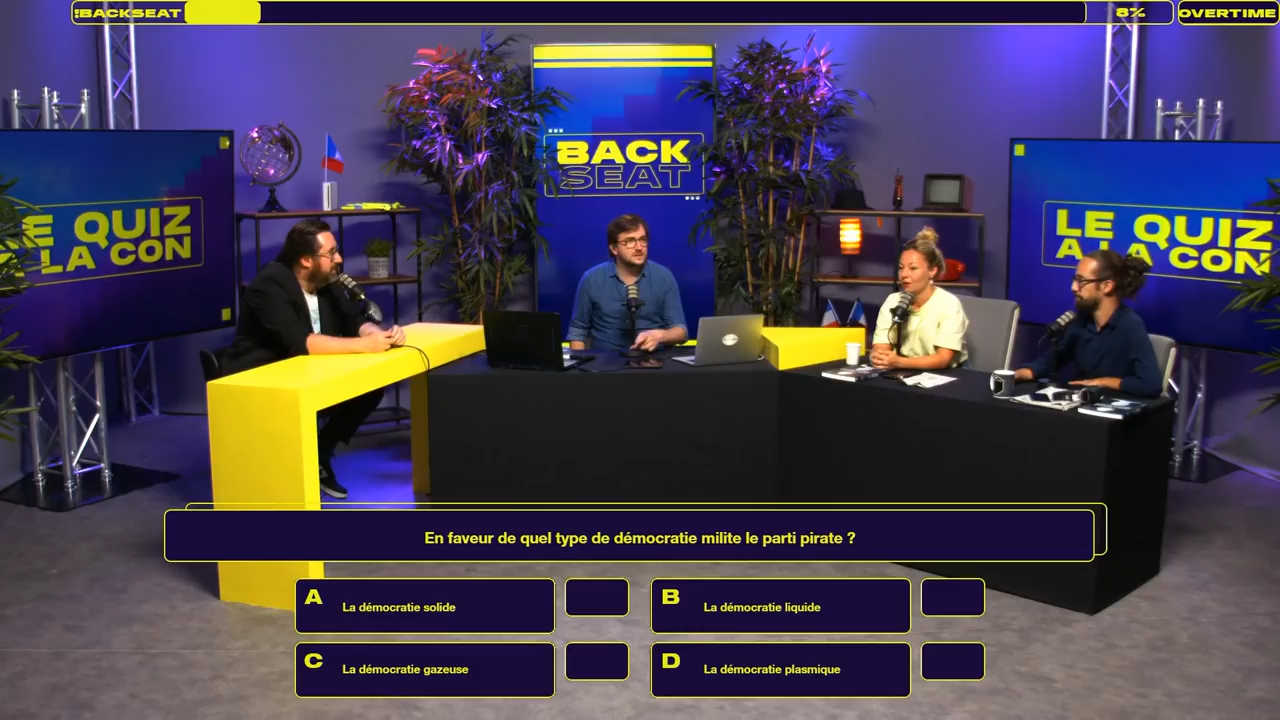 !BACKSEAT
8%
OVERTIME
BACK
SEAT
LE QUIZ
A LA CON
LE QUIZ
A LA CON
En faveur de quel type de démocratie milite le parti pirate ?
A
La démocratie solide
B
La démocratie liquide
C
La démocratie gazeuse
D
La démocratie plasmique